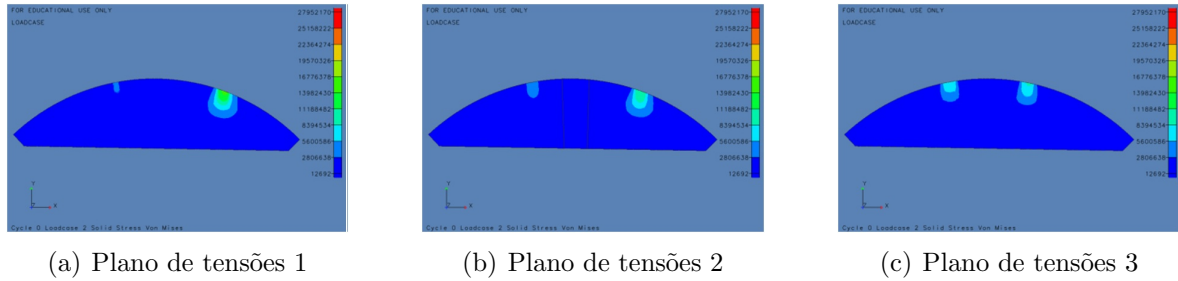 FOR EDUCATIONAL USE ONLY
LOADCASE
27952170
25158222
22364274
19570326
16776378
13982430
11188482
8394534
5600586
2806638
12692
Y
Z
X
Cycle 0 Loadcase 2 Solid Stress Von Mises
(a) Plano de tensões 1
FOR EDUCATIONAL USE ONLY
LOADCASE
27952170
25158222
22364274
19570326
16776378
13982430
11188482
8394534
5600586
2806638
12692
Y
Z
X
Cycle 0 Loadcase 2 Solid Stress Von Mises
(b) Plano de tensões 2
FOR EDUCATIONAL USE ONLY
LOADCASE
27952170
25158222
22364274
19570326
16776378
13982430
11188482
8394534
5600586
2806638
12692
Y
Z
X
Cycle 0 Loadcase 2 Solid Stress Von Mises
(c) Plano de tensões 3